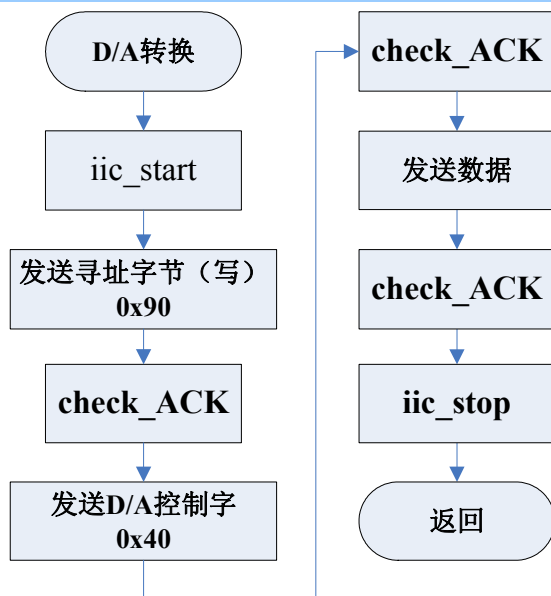 D/A转换
iic_start
发送寻址字节（写）
0x90
check_ACK
发送D/A控制字
0x40
check_ACK
发送数据
check_ACK
iic_stop
返回